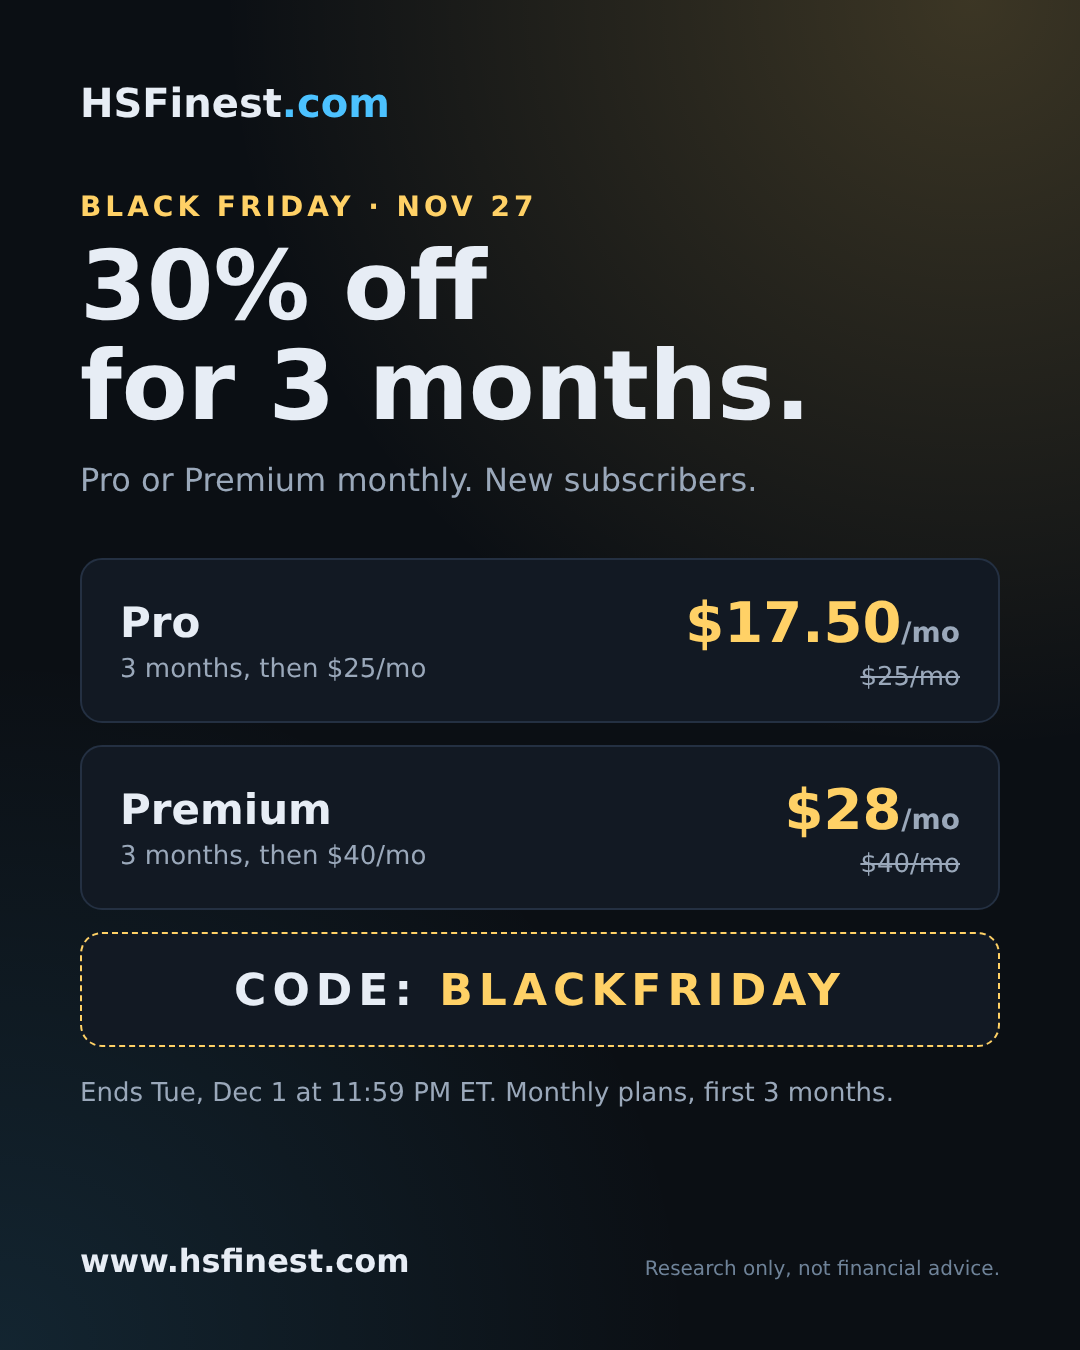 HSFinest.com
BLACK FRIDAY · NOV 27
30% off
for 3 months.
Pro or Premium monthly. New subscribers.
Pro
3 months, then $25/mo
$17.50/mo
$25/mo
Premium
3 months, then $40/mo
$28/mo
$40/mo
CODE: BLACKFRIDAY
Ends Tue, Dec 1 at 11:59 PM ET. Monthly plans, first 3 months.
www.hsfinest.com
Research only, not financial advice.